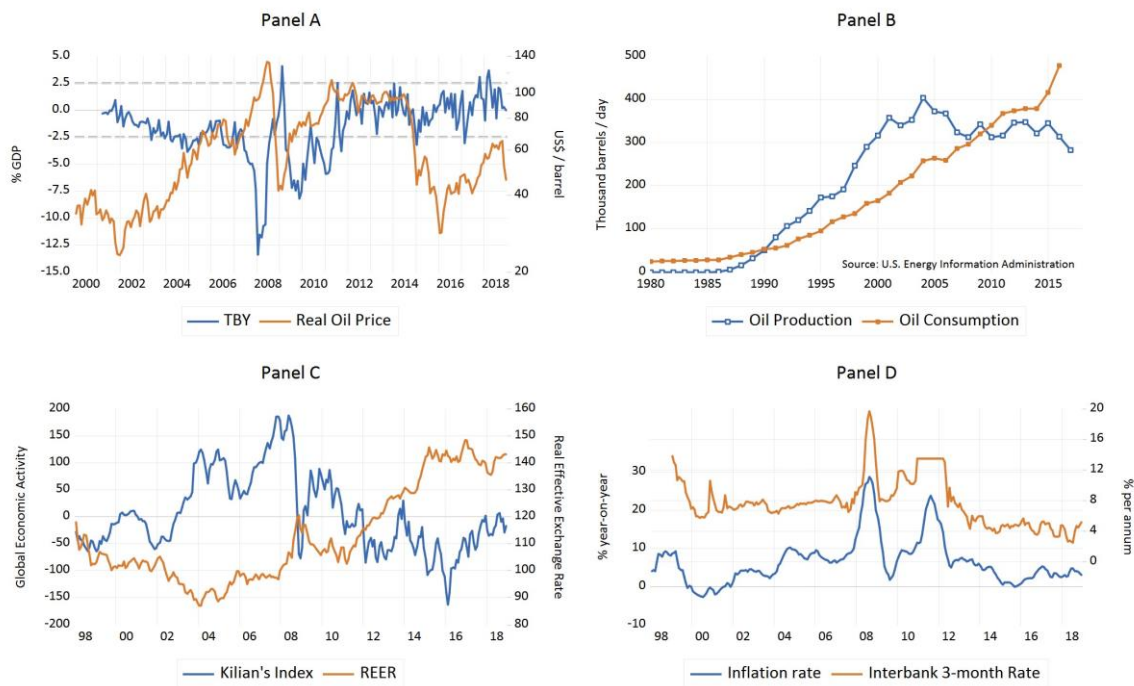 Panel A
5.0
2.5
0.0
-2.5
-5.0
-7.5
-10.0
-12.5
-15.0
% GDP
140
100
80
60
40
20
US$ / barrel
2000 2002 2004 2006 2008 2010 2012 2014 2016 2018
TBY Real Oil Price
Panel B
500
400
300
200
100
0
Thousand barrels / day
Source: U.S. Energy Information Administration
1980 1985 1990 1995 2000 2005 2010 2015
Oil Production Oil Consumption
Panel C
200
150
100
50
0
-50
-100
-150
-200
Global Economic Activity
160
150
140
130
120
110
100
90
80
Real Effective Exchange Rate
98 00 02 04 06 08 10 12 14 16 18
Kilian's Index REER
Panel D
30
20
10
0
-10
% year-on-year
20
16
12
8
4
0
% per annum
98 00 02 04 06 08 10 12 14 16 18
Inflation rate Interbank 3-month Rate